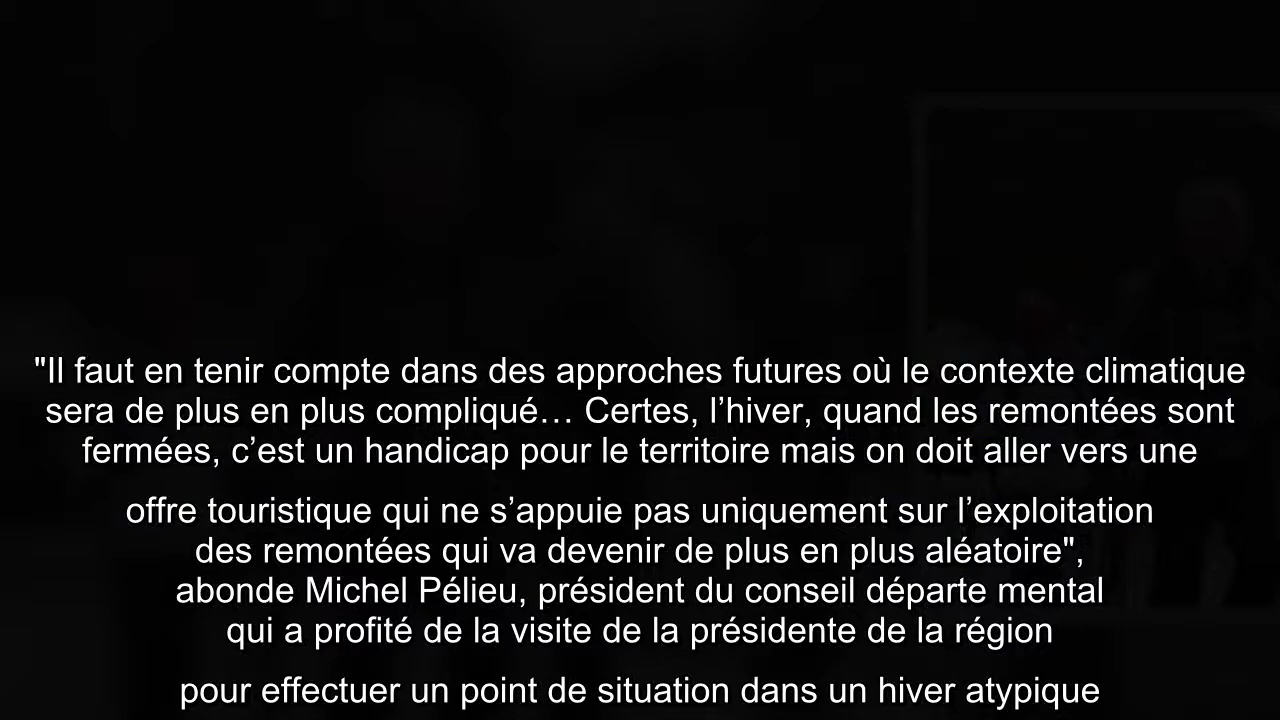 "Il faut en tenir compte dans des approches futures où le contexte climatique
sera de plus en plus compliqué… Certes, l’hiver, quand les remontées sont
fermées, c’est un handicap pour le territoire mais on doit aller vers une
offre touristique qui ne s’appuie pas uniquement sur l’exploitation
des remontées qui va devenir de plus en plus aléatoire",
abonde Michel Pélieu, président du conseil départe mental
qui a profité de la visite de la présidente de la région
pour effectuer un point de situation dans un hiver atypique